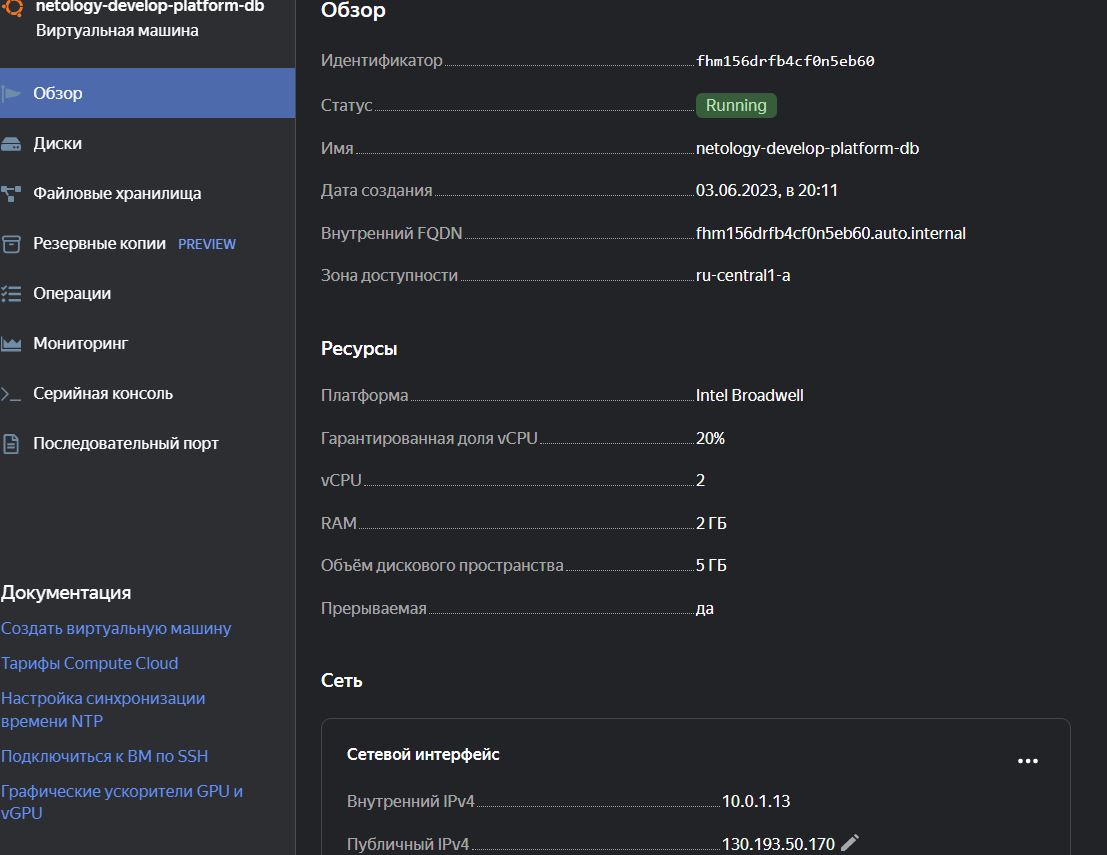 netology-develop-platform-db
Виртуальная машина
Обзор
Диски
Файловые хранилища
Резервные копии PREVIEW
Операции
Мониторинг
Серийная консоль
Последовательный порт
Документация
Создать виртуальную машину
Тарифы Compute Cloud
Настройка синхронизации
времени NTP
Подключиться к ВМ по SSH
Графические ускорители GPU и
vGPU
Обзор
Идентификатор fhm156drfb4cf0n5eb60
Статус Running
Имя netology-develop-platform-db
Дата создания 03.06.2023, в 20:11
Внутренний FQDN fhm156drfb4cf0n5eb60.auto.internal
Зона доступности ru-central1-a
Ресурсы
Платформа Intel Broadwell
Гарантированная доля vCPU 20%
vCPU 2
RAM 2 ГБ
Объём дискового пространства 5 ГБ
Прерываемая да
Сеть
Сетевой интерфейс
Внутренний IPv4 10.0.1.13
Публичный IPv4 130.193.50.170